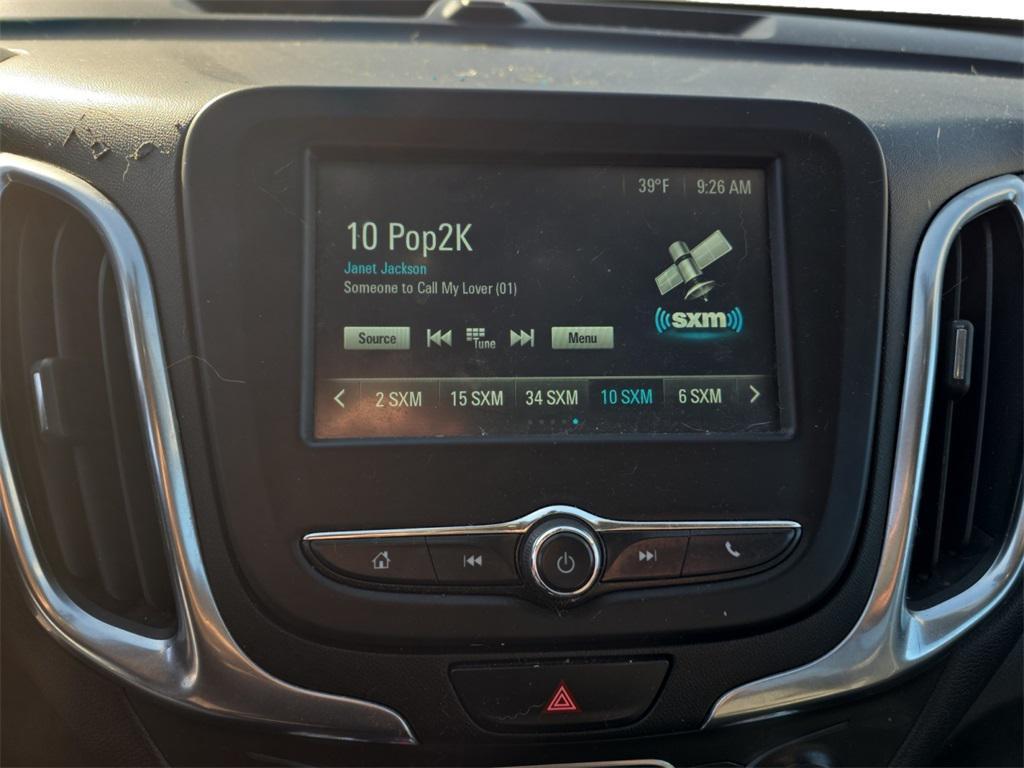 39°F 9:26 AM
10 Pop2K
Janet Jackson
Someone to Call My Lover (01)
sxm
Source Tune Menu
2 SXM 15 SXM 34 SXM 10 SXM 6 SXM